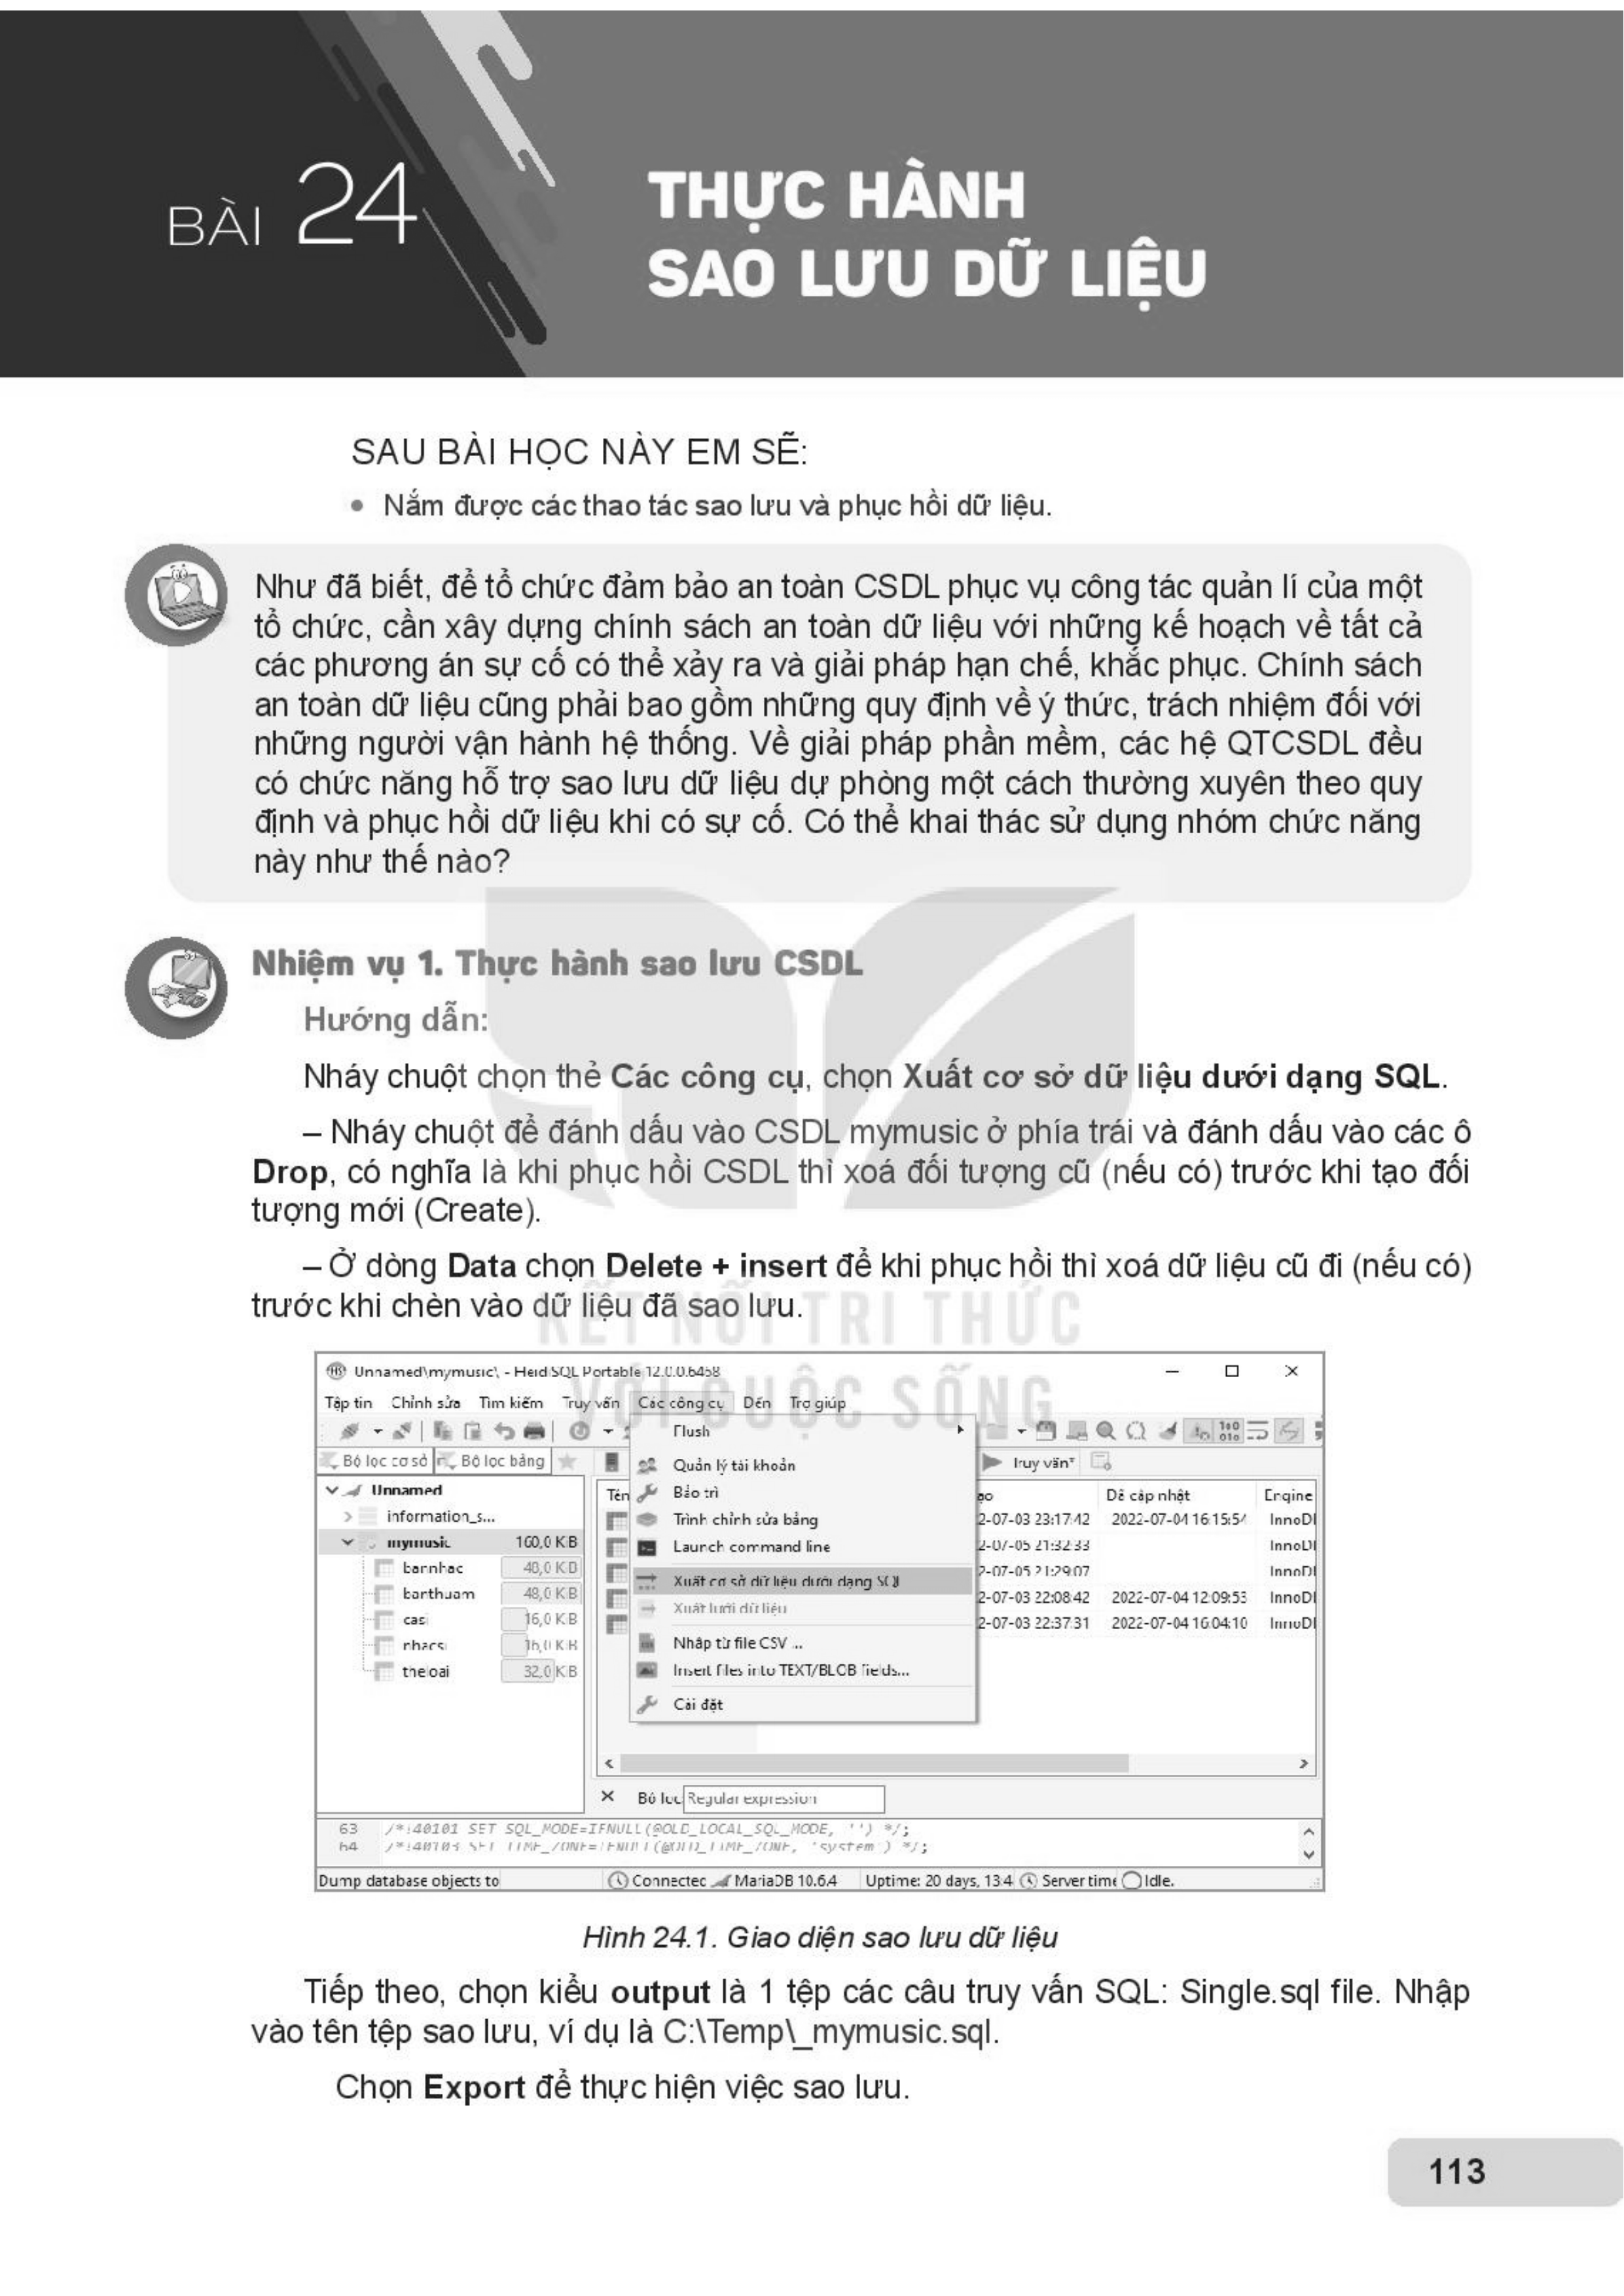 BÀI 24
THỰC HÀNH
SAO LƯU DỮ LIỆU
SAU BÀI HỌC NÀY EM SẼ:
• Nắm được các thao tác sao lưu và phục hồi dữ liệu.
Như đã biết, để tổ chức đảm bảo an toàn CSDL phục vụ công tác quản lí của một
tổ chức, cần xây dựng chính sách an toàn dữ liệu với những kế hoạch về tất cả
các phương án sự cố có thể xảy ra và giải pháp hạn chế, khắc phục. Chính sách
an toàn dữ liệu cũng phải bao gồm những quy định về ý thức, trách nhiệm đối với
những người vận hành hệ thống. Về giải pháp phần mềm, các hệ QTCSDL đều
có chức năng hỗ trợ sao lưu dữ liệu dự phòng một cách thường xuyên theo quy
định và phục hồi dữ liệu khi có sự cố. Có thể khai thác sử dụng nhóm chức năng
này như thế nào?
Nhiệm vụ 1. Thực hành sao lưu CSDL
Hướng dẫn:
Nháy chuột chọn thẻ Các công cụ, chọn Xuất cơ sở dữ liệu dưới dạng SQL.
– Nháy chuột để đánh dấu vào CSDL mymusic ở phía trái và đánh dấu vào các ô
Drop, có nghĩa là khi phục hồi CSDL thì xoá đối tượng cũ (nếu có) trước khi tạo đối
tượng mới (Create).
– Ở dòng Data chọn Delete + insert để khi phục hồi thì xoá dữ liệu cũ đi (nếu có)
trước khi chèn vào dữ liệu đã sao lưu.
KẾT NỐI TRI THỨC
VỚI CUỘC SỐNG
Unnamed\mymusic\ - HeidiSQL Portable 12.0.0.6458
Tập tin Chỉnh sửa Tìm kiếm Truy vấn Các công cụ Đến Trợ giúp
Flush
Bộ lọc cơ sở Bộ lọc bảng
Quản lý tài khoản
Truy vấn*
Unnamed
Tên
Bảo trì
ạo Đã cập nhật Engine
information_s...
Trình chỉnh sửa bảng
2-07-03 23:17:42 2022-07-04 16:15:54 InnoDI
mymusic 160,0 KB
Launch command line
2-07-05 21:32:33 InnoDI
bannhac 48,0 KB
Xuất cơ sở dữ liệu dưới dạng SQL
2-07-05 21:29:07 InnoDI
banthuam 48,0 KB
Xuất lưới dữ liệu
2-07-03 22:08:42 2022-07-04 12:09:53 InnoDI
casi 16,0 KB
2-07-03 22:37:31 2022-07-04 16:04:10 InnoDI
nhacsi 16,0 KB
Nhập từ file CSV ...
theloai 32,0 KB
Insert files into TEXT/BLOB fields...
Cài đặt
Bộ lọc Regular expression
63 /*!40101 SET SQL_MODE=IFNULL(@OLD_LOCAL_SQL_MODE, '') */;
64 /*!40103 SET TIME_ZONE=IFNULL(@OLD_TIME_ZONE, 'system') */;
Dump database objects to Connected MariaDB 10.6.4 Uptime: 20 days, 13:4 Server time Idle.
Hình 24.1. Giao diện sao lưu dữ liệu
Tiếp theo, chọn kiểu output là 1 tệp các câu truy vấn SQL: Single.sql file. Nhập
vào tên tệp sao lưu, ví dụ là C:\Temp\_mymusic.sql.
Chọn Export để thực hiện việc sao lưu.
113